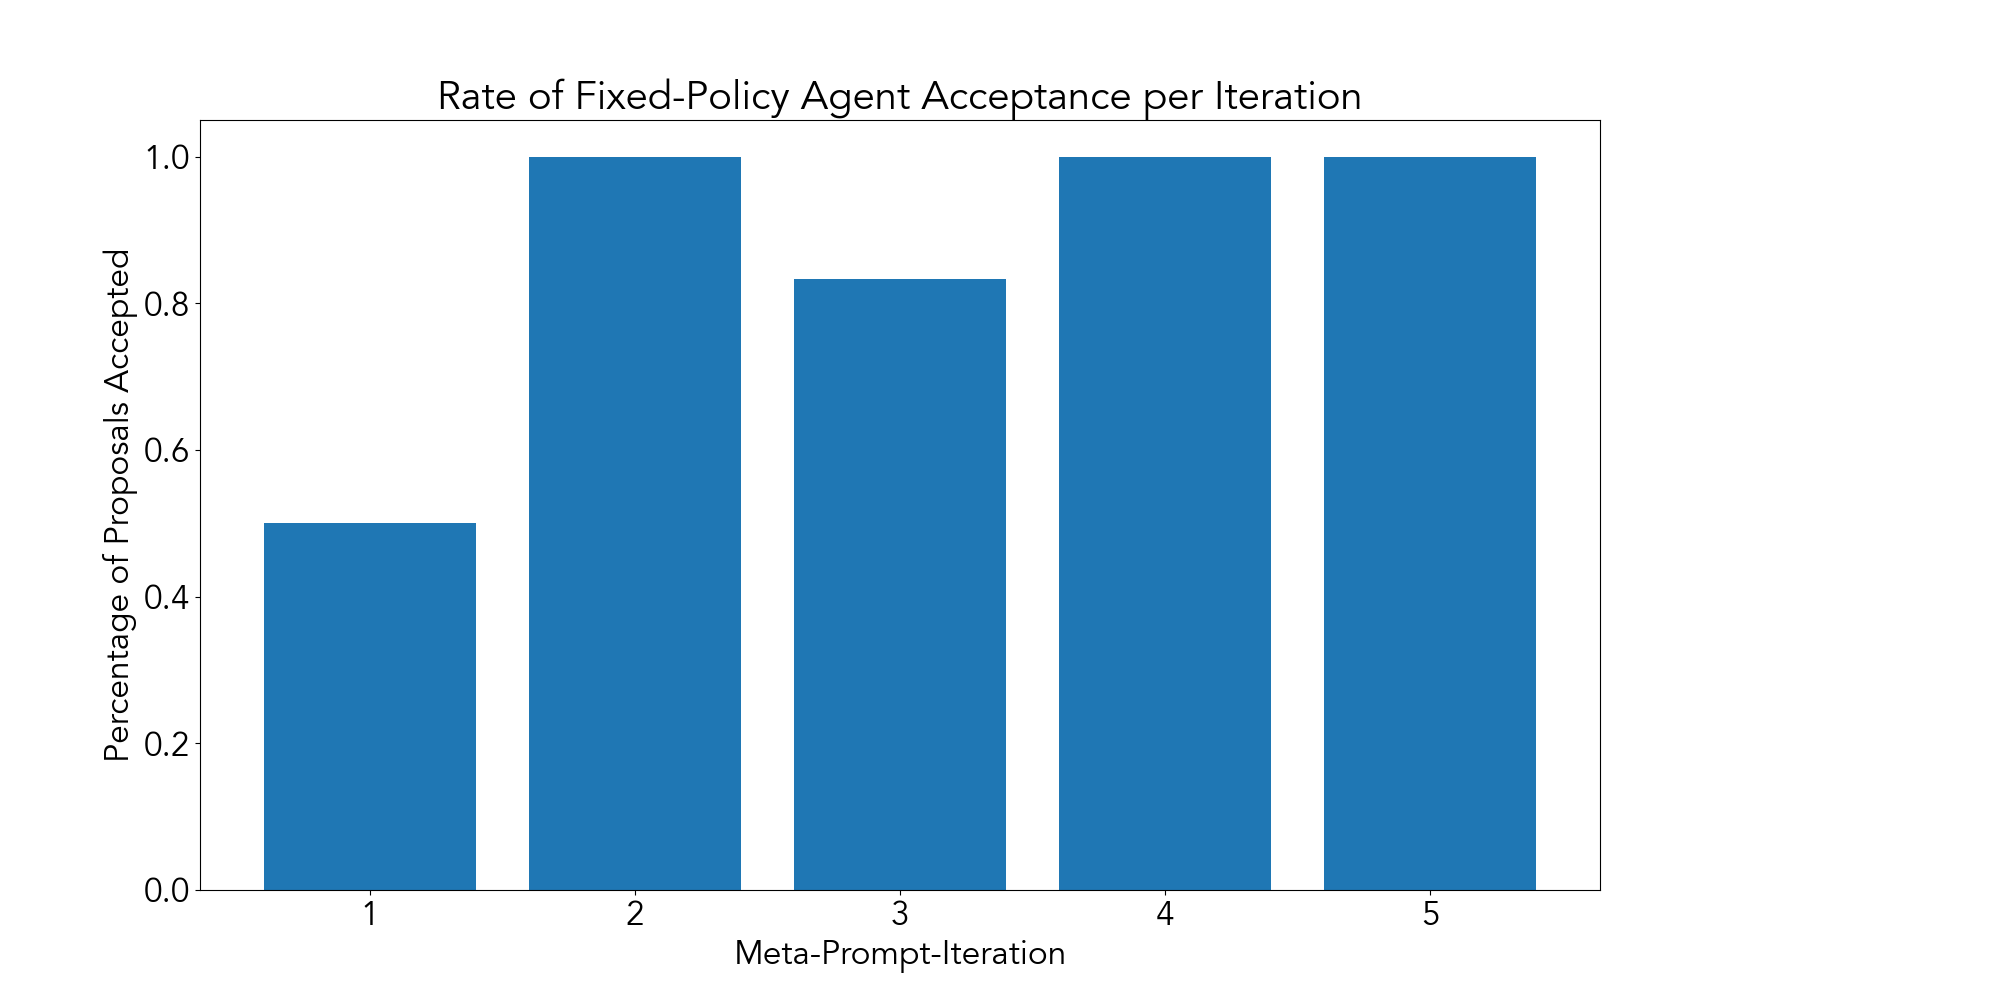 Rate of Fixed-Policy Agent Acceptance per Iteration
Percentage of Proposals Accepted
1.0
0.8
0.6
0.4
0.2
0.0
1 2 3 4 5
Meta-Prompt-Iteration